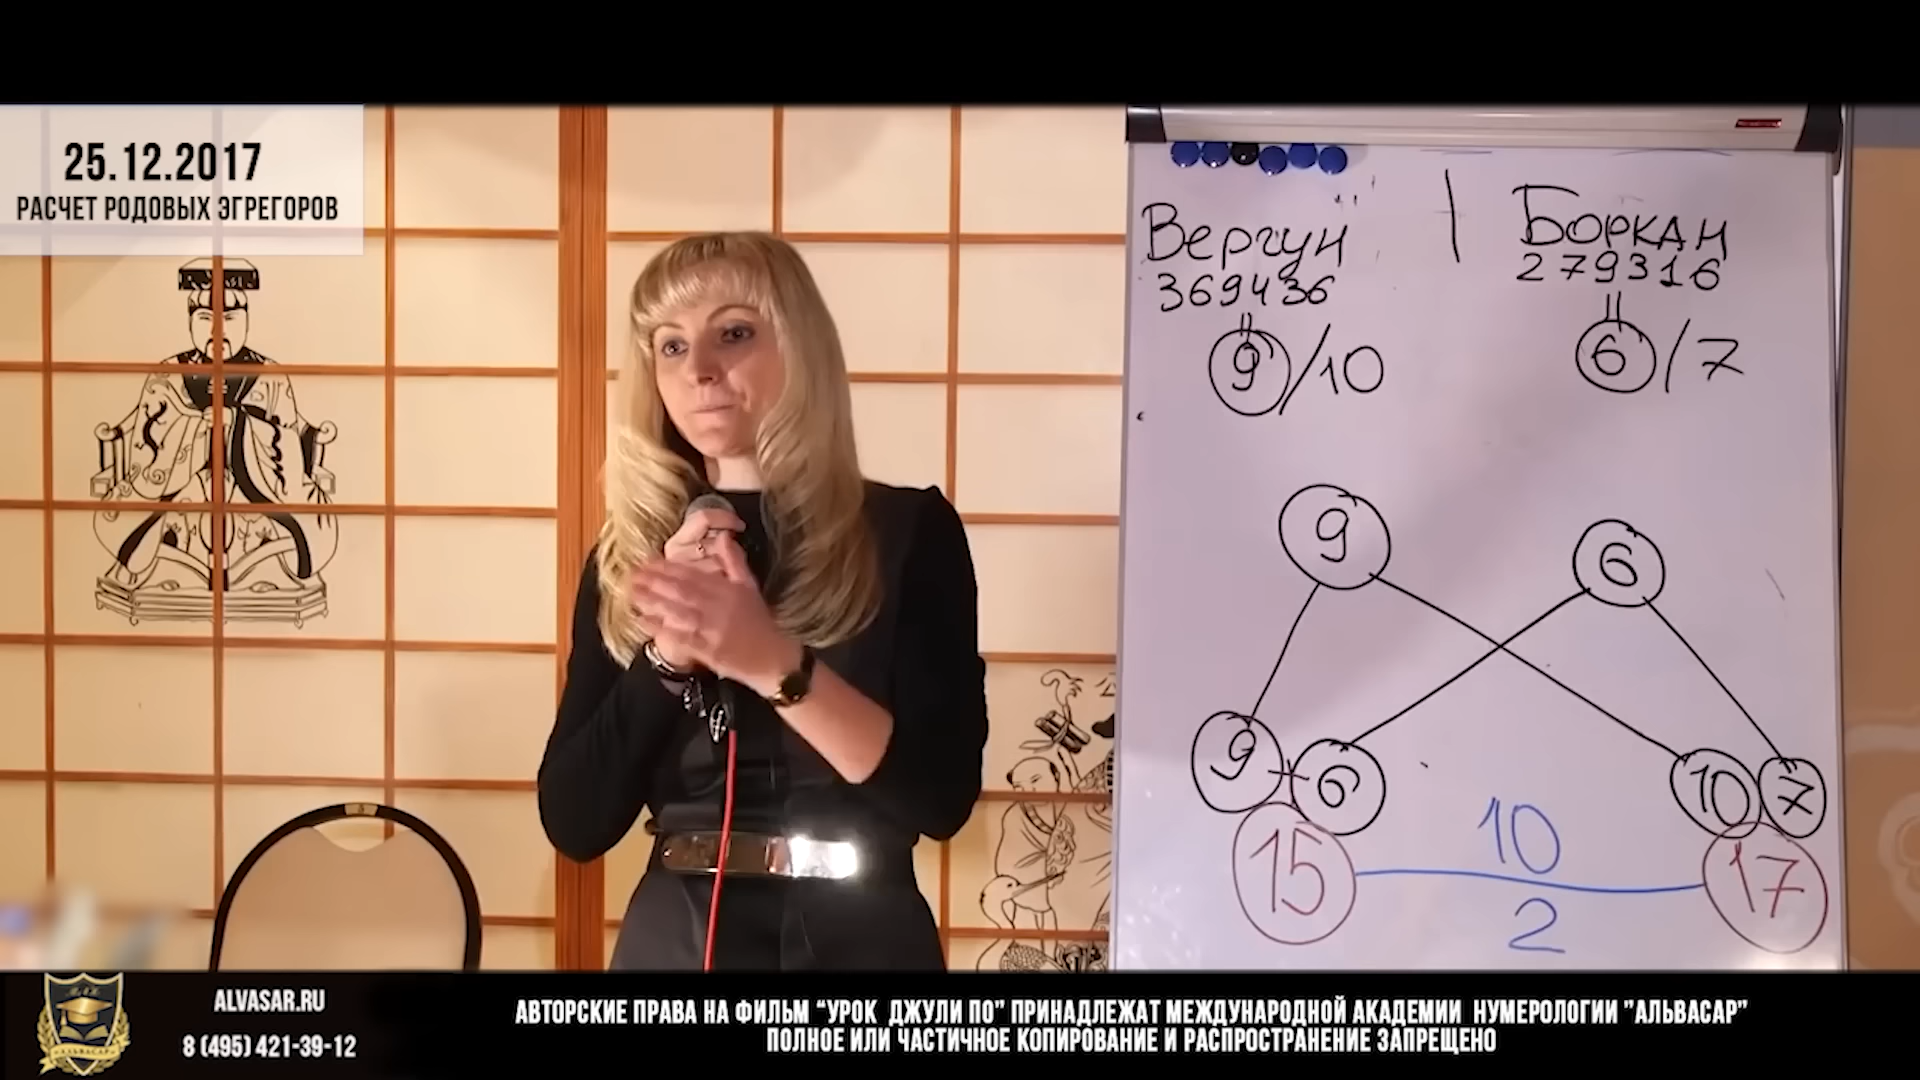 25.12.2017
РАСЧЕТ РОДОВЫХ ЭГРЕГОРОВ
Вергун
369436
9/10
Боркан
279316
6/7
9
6
9+6
10 7
15
10
2
17
ALVASAR.RU
8 (495) 421-39-12
АВТОРСКИЕ ПРАВА НА ФИЛЬМ “УРОК ДЖУЛИ ПО" ПРИНАДЛЕЖАТ МЕЖДУНАРОДНОЙ АКАДЕМИИ НУМЕРОЛОГИИ "АЛЬВАСАР"
ПОЛНОЕ ИЛИ ЧАСТИЧНОЕ КОПИРОВАНИЕ И РАСПРОСТРАНЕНИЕ ЗАПРЕЩЕНО
«АЛЬВАСАР»